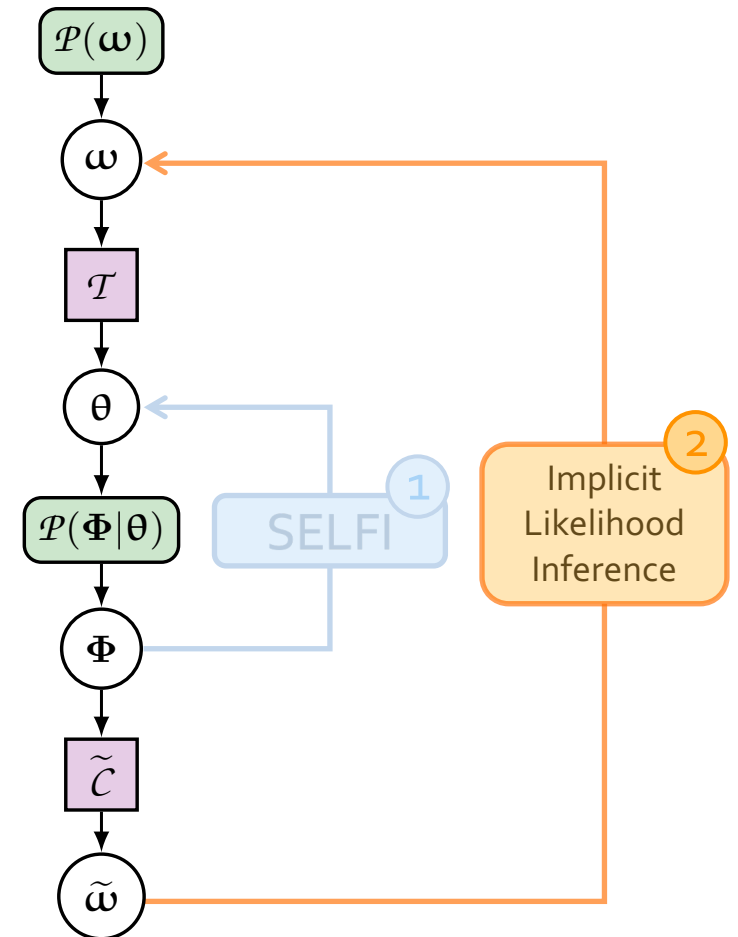 𝒫(ω)
ω
𝒯
θ
𝒫(Φ|θ)
Φ
C̃
ω̃
1
SELFI
2
Implicit
Likelihood
Inference